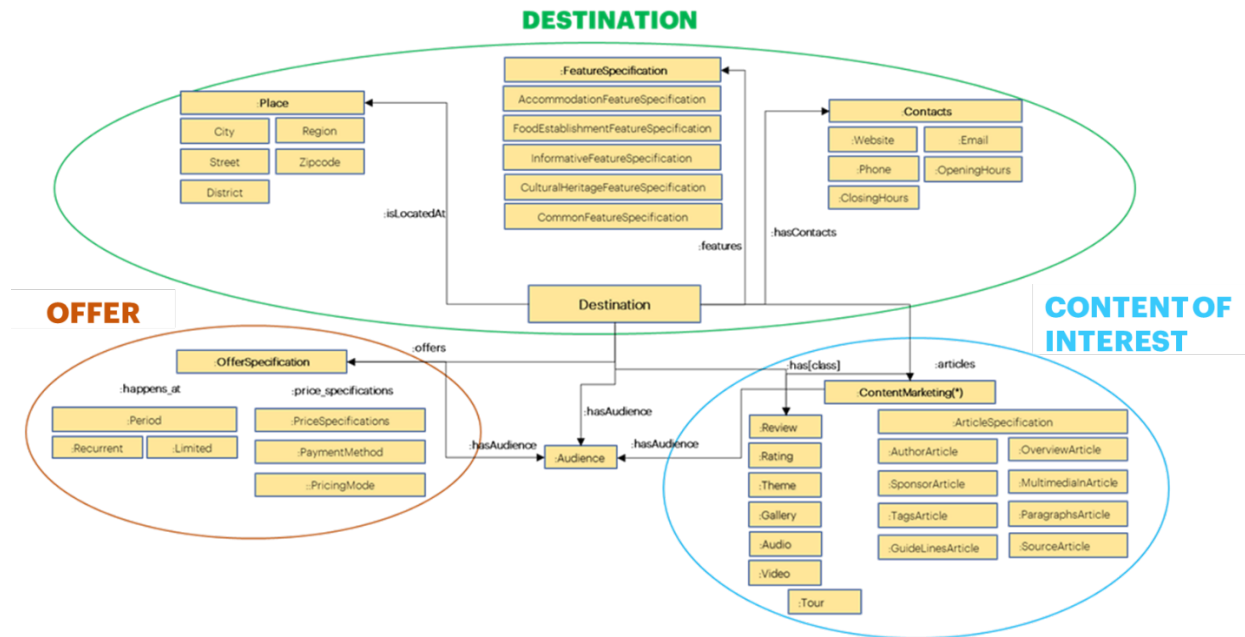 DESTINATION
:FeatureSpecification
AccommodationFeatureSpecification
FoodEstablishmentFeatureSpecification
InformativeFeatureSpecification
CulturalHeritageFeatureSpecification
CommonFeatureSpecification
:Place
City
Region
Street
Zipcode
District
:Contacts
:Website
:Email
:Phone
:OpeningHours
:ClosingHours
:isLocatedAt
:features
:hasContacts
Destination
OFFER
CONTENT OF
INTEREST
:OfferSpecification
:offers
:happens_at
:price_specifications
:Period
:Recurrent
:Limited
:PriceSpecifications
:PaymentMethod
:PricingMode
:hasAudience
:hasAudience
:hasAudience
:Audience
:has[class]
:articles
:ContentMarketing(*)
:Review
:Rating
:Theme
:Gallery
:Audio
:Video
:Tour
:ArticleSpecification
:AuthorArticle
:OverviewArticle
:SponsorArticle
:MultimediaInArticle
:TagsArticle
:ParagraphsArticle
:GuideLinesArticle
:SourceArticle